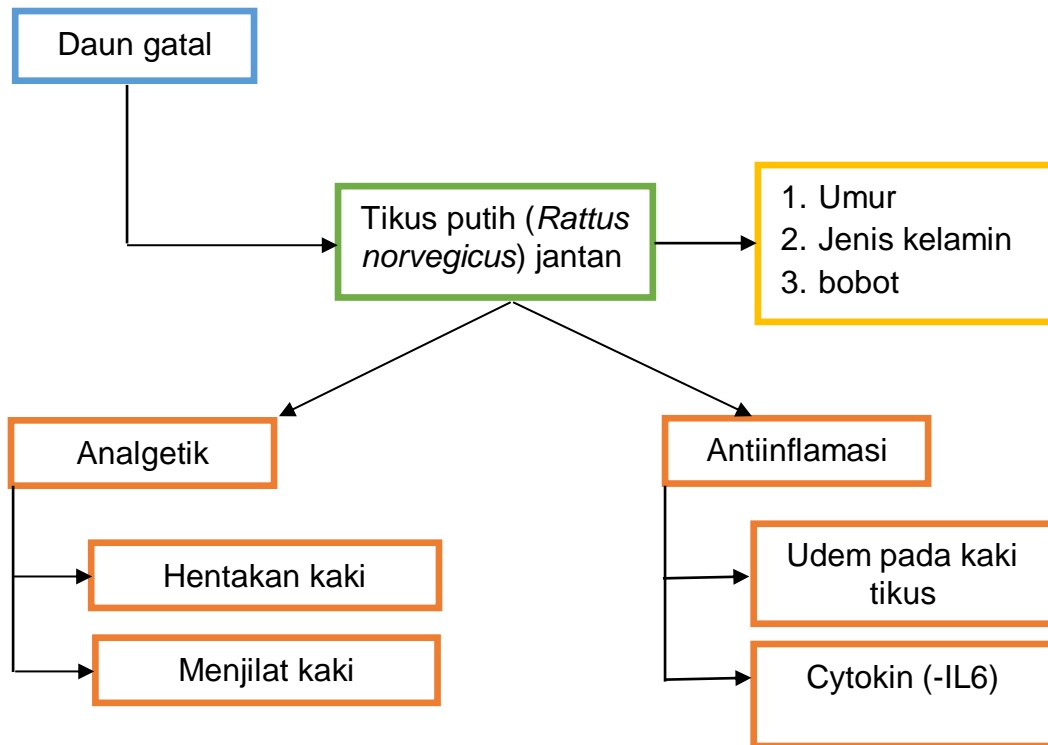 Daun gatal
Tikus putih (Rattus
norvegicus) jantan
1. Umur
2. Jenis kelamin
3. bobot
Analgetik
Antiinflamasi
Hentakan kaki
Menjilat kaki
Udem pada kaki
tikus
Cytokin (-IL6)